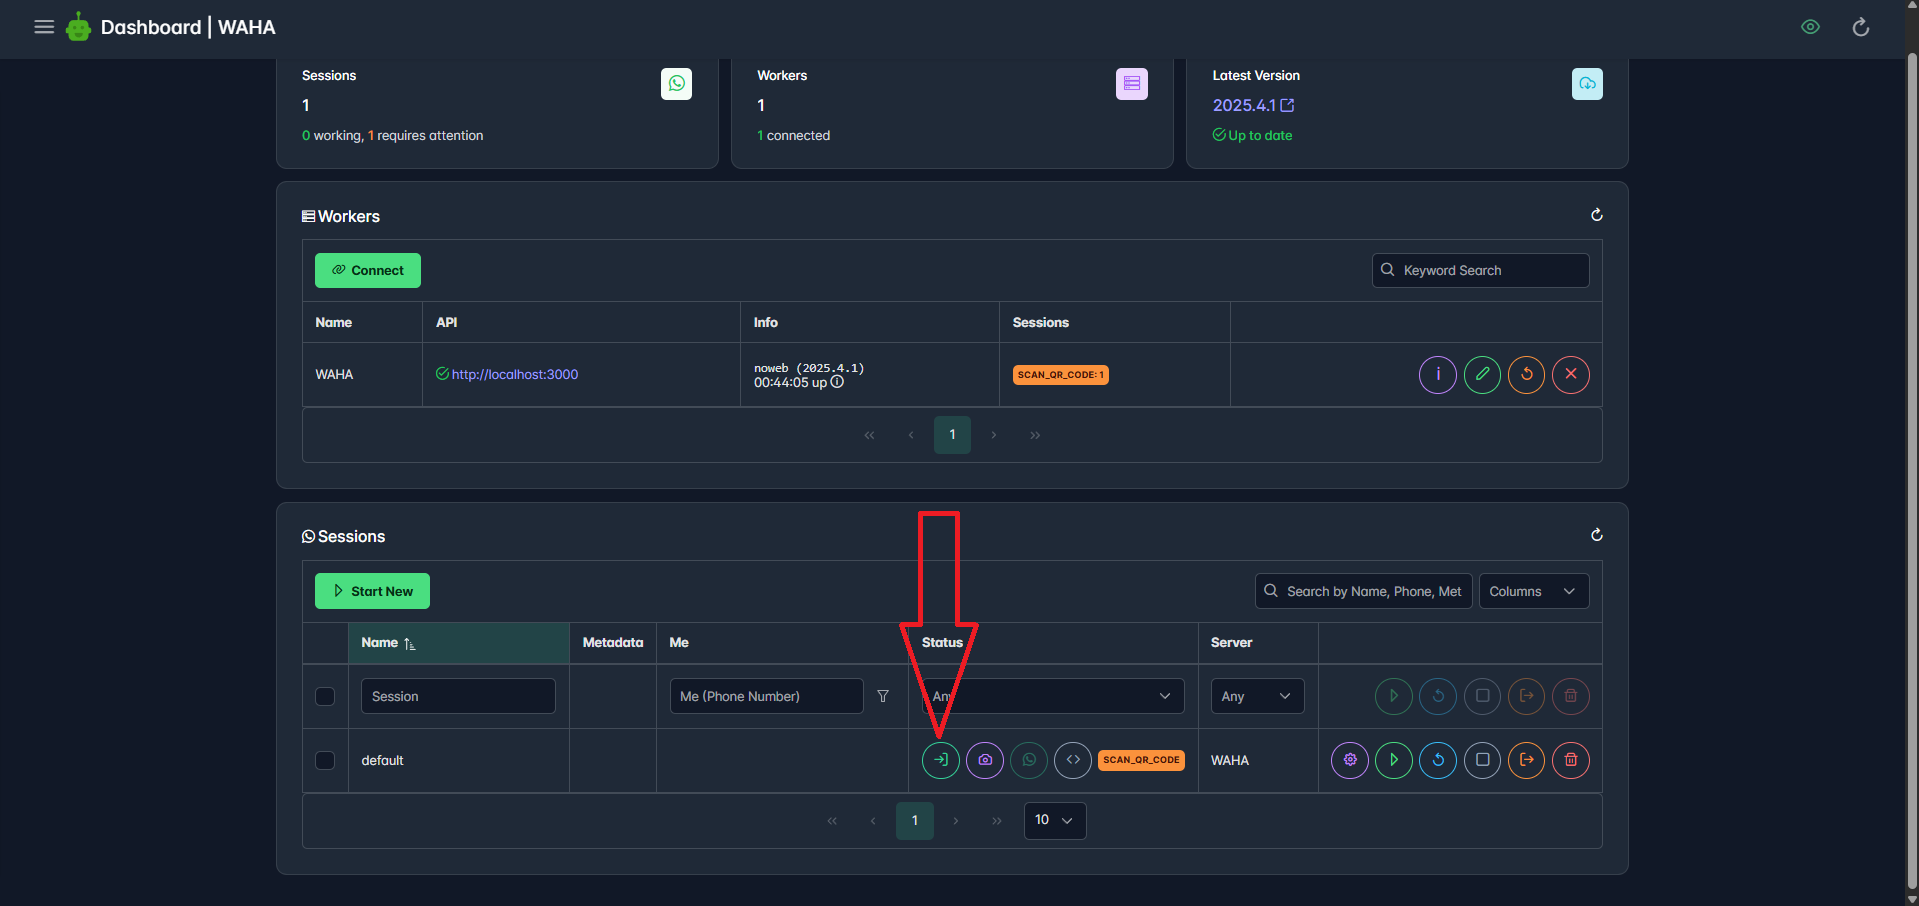 Dashboard | WAHA
Sessions
1
0 working, 1 requires attention
Workers
1
1 connected
Latest Version
2025.4.1
Up to date
Workers
Connect
Keyword Search
Name API Info Sessions
WAHA http://localhost:3000 noweb (2025.4.1)
00:44:05 up
SCAN_QR_CODE: 1
« ‹ 1 › »
Sessions
Start New
Search by Name, Phone, Met
Columns
Name Metadata Me Status Server
Session Me (Phone Number) Any Any
default SCAN_QR_CODE WAHA
« ‹ 1 › » 10